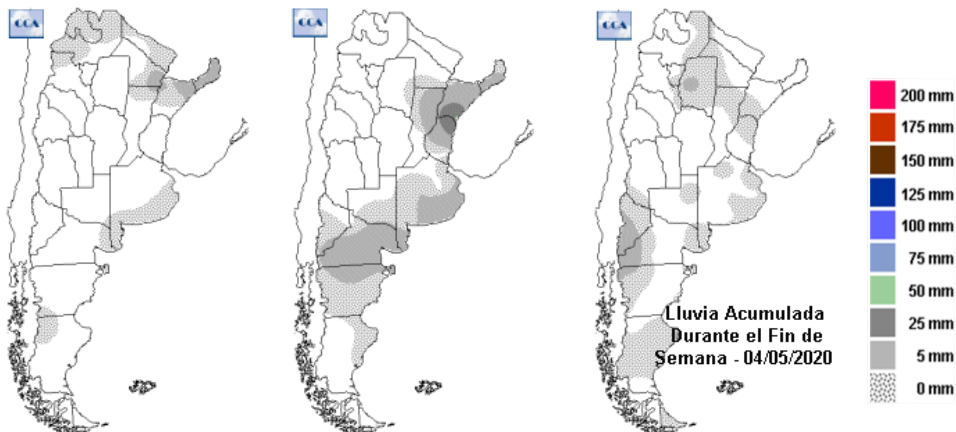 CCA
CCA
CCA
Lluvia Acumulada
Durante el Fin de
Semana - 04/05/2020
200 mm
175 mm
150 mm
125 mm
100 mm
75 mm
50 mm
25 mm
5 mm
0 mm